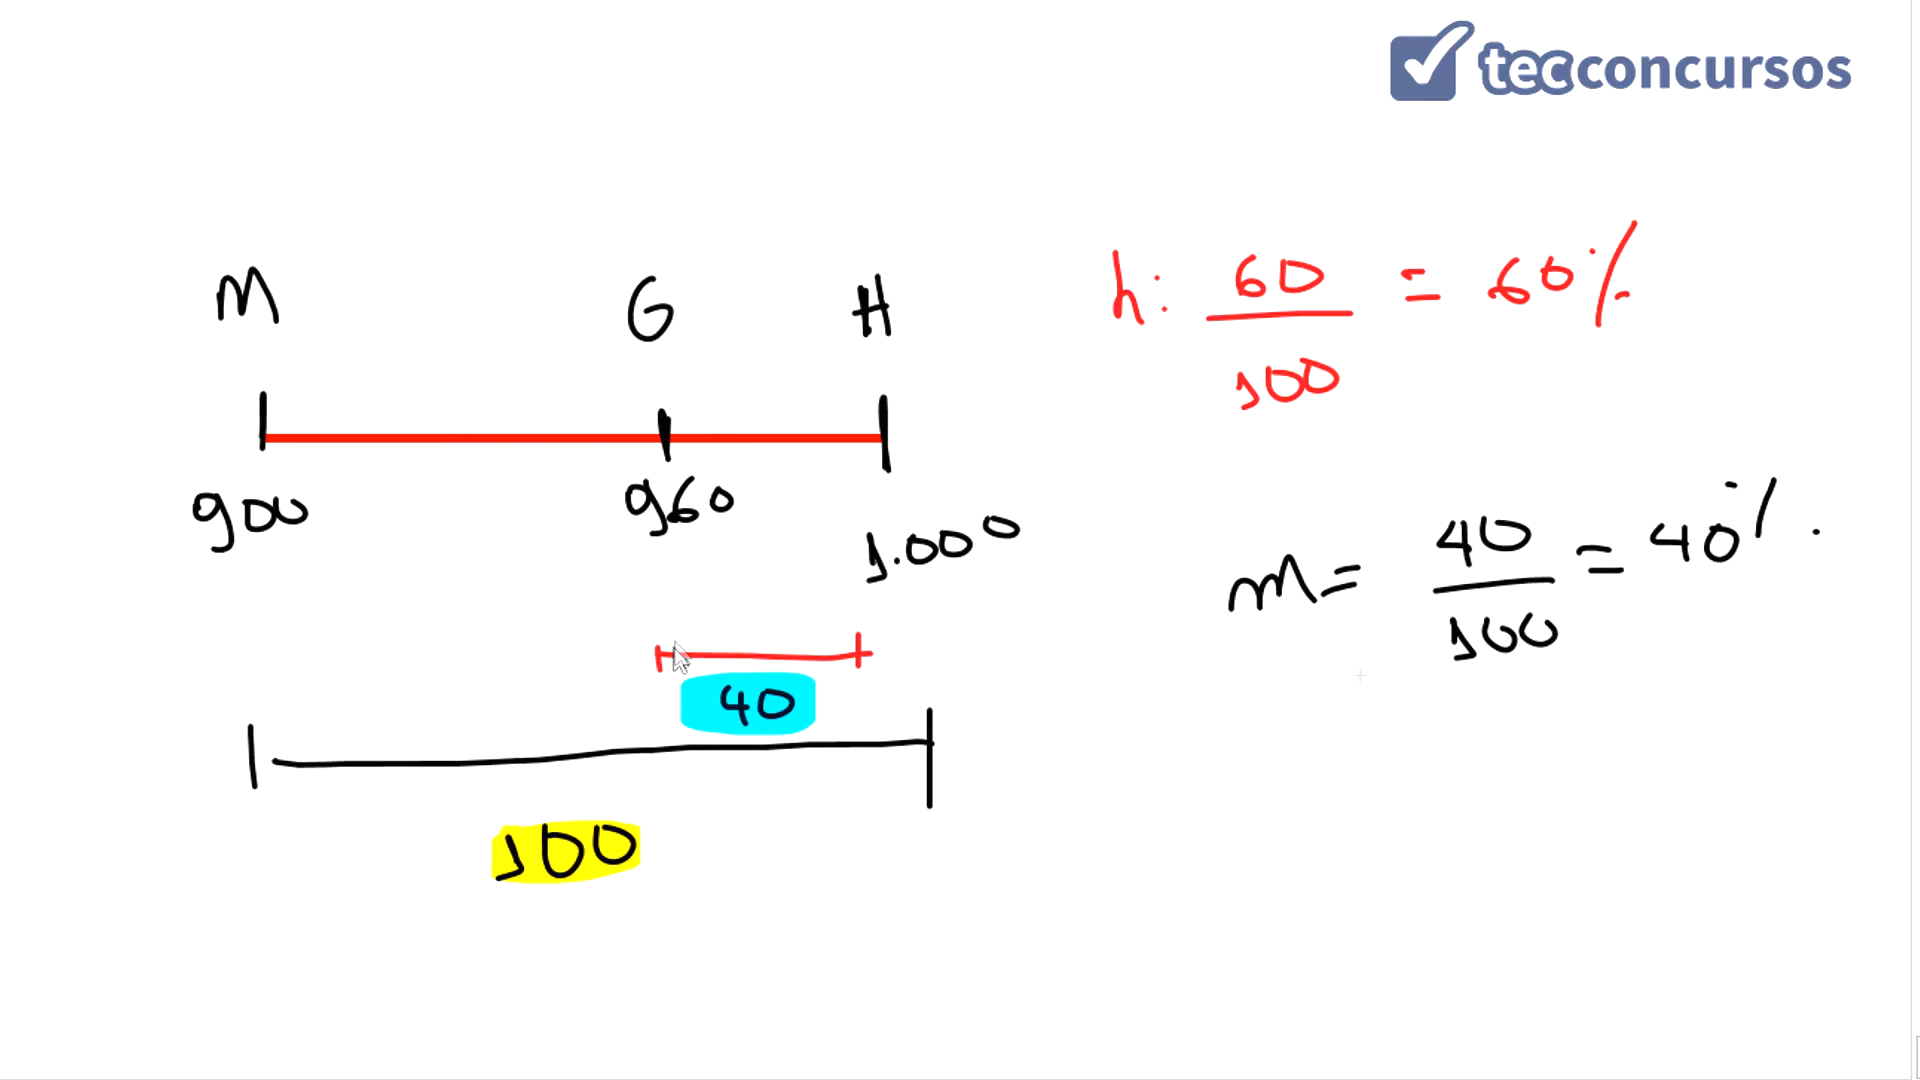 tecconcursos
M G H
900 960 1.000
40
100
h: 60/100 = 60%
m = 40/100 = 40%.